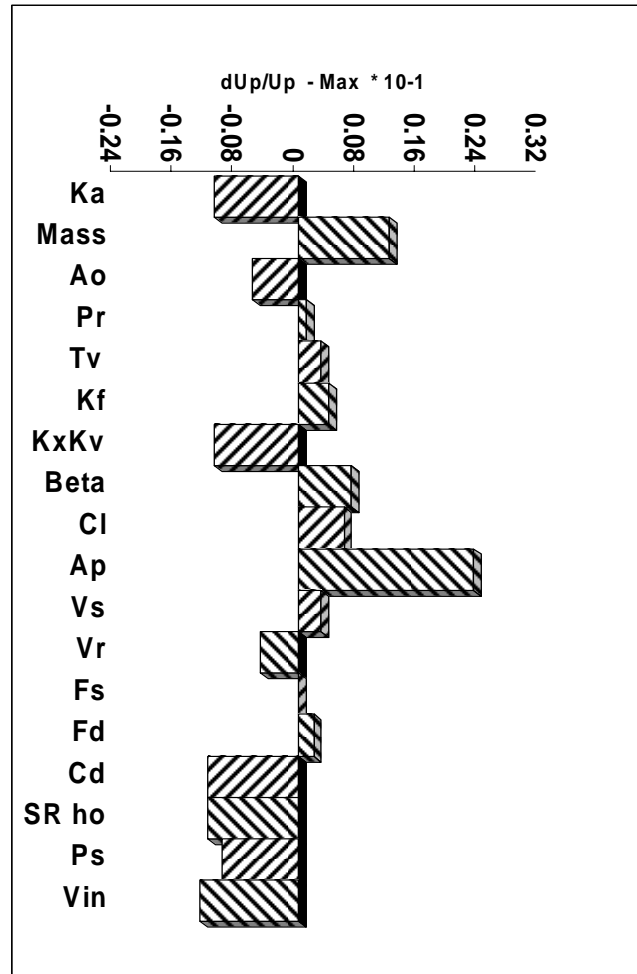 dUp/Up - Max * 10-1
-0.24 -0.16 -0.08 0 0.08 0.16 0.24 0.32
Ka
Mass
Ao
Pr
Tv
Kf
KxKv
Beta
Cl
Ap
Vs
Vr
Fs
Fd
Cd
SR ho
Ps
Vin